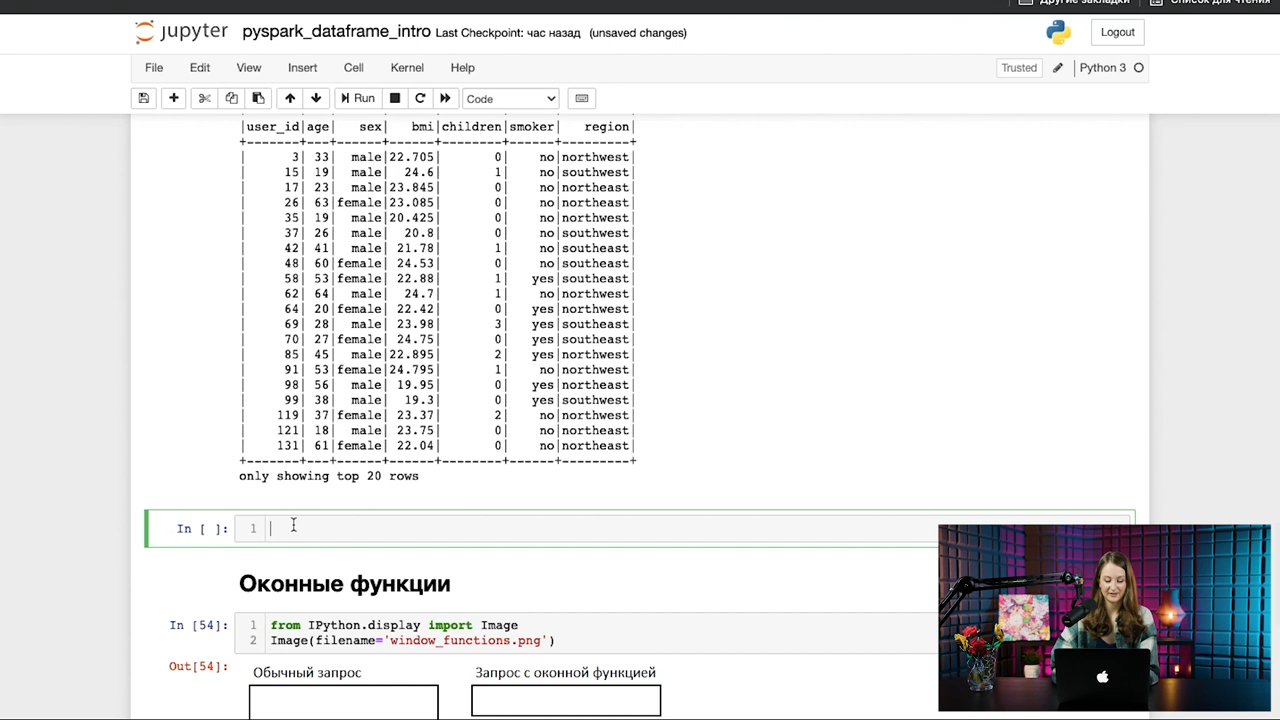 Другие закладки Список для чтения
jupyter pyspark_dataframe_intro Last Checkpoint: час назад (unsaved changes) Logout
File Edit View Insert Cell Kernel Help Trusted Python 3
Run Code
|user_id|age| sex| bmi|children|smoker| region|
+-------+---+------+------+--------+------+---------+
| 3| 33| male|22.705| 0| no|northwest|
| 15| 19| male| 24.6| 1| no|southwest|
| 17| 23| male|23.845| 0| no|northeast|
| 26| 63|female|23.085| 0| no|northeast|
| 35| 19| male|20.425| 0| no|northwest|
| 37| 26| male| 20.8| 0| no|southwest|
| 42| 41| male| 21.78| 1| no|southeast|
| 48| 60|female| 24.53| 0| no|southeast|
| 58| 53|female| 22.88| 1| yes|southeast|
| 62| 64| male| 24.7| 1| no|northwest|
| 64| 20|female| 22.42| 0| yes|northwest|
| 69| 28| male| 23.98| 3| yes|southeast|
| 70| 27|female| 24.75| 0| yes|southeast|
| 85| 45| male|22.895| 2| yes|northwest|
| 91| 53|female|24.795| 1| no|northwest|
| 98| 56| male| 19.95| 0| yes|northeast|
| 99| 38| male| 19.3| 0| yes|southwest|
| 119| 37|female| 23.37| 2| no|northwest|
| 121| 18| male| 23.75| 0| no|northeast|
| 131| 61|female| 22.04| 0| no|northeast|
+-------+---+------+------+--------+------+---------+
only showing top 20 rows
In [ ]: 1
Оконные функции
In [54]: 1 from IPython.display import Image
2 Image(filename='window_functions.png')
Out[54]: Обычный запрос Запрос с оконной функцией